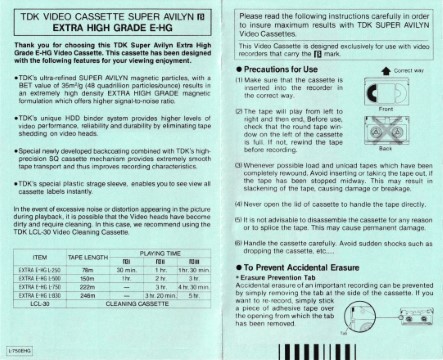 TDK VIDEO CASSETTE SUPER AVILYN β
EXTRA HIGH GRADE E-HG
Thank you for choosing this TDK Super Avilyn Extra High
Grade E-HG Video Cassette. This cassette has been designed
with the following features for your viewing enjoyment.
●TDK's ultra-refined SUPER AVILYN magnetic particles, with a
BET value of 35m²/g (48 quadrillion particles/ounce) results in
an extremely high density EXTRA HIGH GRADE magnetic
formulation which offers higher signal-to-noise ratio.
●TDK's unique HDD binder system provides higher levels of
video performance, reliability and durability by eliminating tape
shedding on video heads.
●Special newly developed backcoating combined with TDK's high-
precision SQ cassette mechanism provides extremely smooth
tape transport and thus improves recording characteristics.
●TDK's special plastic stage sleeve, enables you to see view all
cassette labels instantly.
In the event of excessive noise or distortion appearing in the picture
during playback, it is possible that the Video heads have become
dirty and require cleaning. In this case, we recommend using the
TDK LCL-30 Video Cleaning Cassette.
ITEM TAPE LENGTH PLAYING TIME
βI βII βIII
EXTRA E-HG L-250 78m 30 min. 1 hr. 1 hr. 30 min.
EXTRA E-HG L-500 150m 1hr. 2 hr. 3 hr.
EXTRA E-HG L-750 222m — 3 hr. 4 hr. 30 min.
EXTRA E-HG L-830 246m — 3 hr. 20 min. 5 hr.
LCL-30 CLEANING CASSETTE
L-750EHG
Please read the following instructions carefully in order
to insure maximum results with TDK SUPER AVILYN
Video Cassettes.
This Video Cassette is designed exclusively for use with video
recorders that carry the β mark.
● Precautions for Use
Correct way
(1) Make sure that the cassette is
inserted into the recorder in
the correct way.
Front
(2) The tape will play from left to
right and then end, Before use,
check that the round tape win-
dow on the left of the cassette
is full. If not, rewind the tape
before recording.
Back
(3) Whenever possible load and unload tapes which have been
completely rewound. Avoid inserting or taking the tape out, if
the tape has been stopped midway. This may result in
slackening of the tape, causing damage or breakage.
(4) Never open the lid of cassette to handle the tape directly.
(5) It is not advisable to disassemble the cassette for any reason
or to splice the tape. This may cause permanent damage.
(6) Handle the cassette carefully. Avoid sudden shocks such as
dropping the cassette, etc....
● To Prevent Accidental Erasure
* Erasure Prevention Tab
Accidental erasure of an important recording can be prevented
by simply removing the tab at the side of the cassette. If you
want to re-record, simply stick
a piece of adhesive tape over
the opening from which the tab
has been removed.
Tab